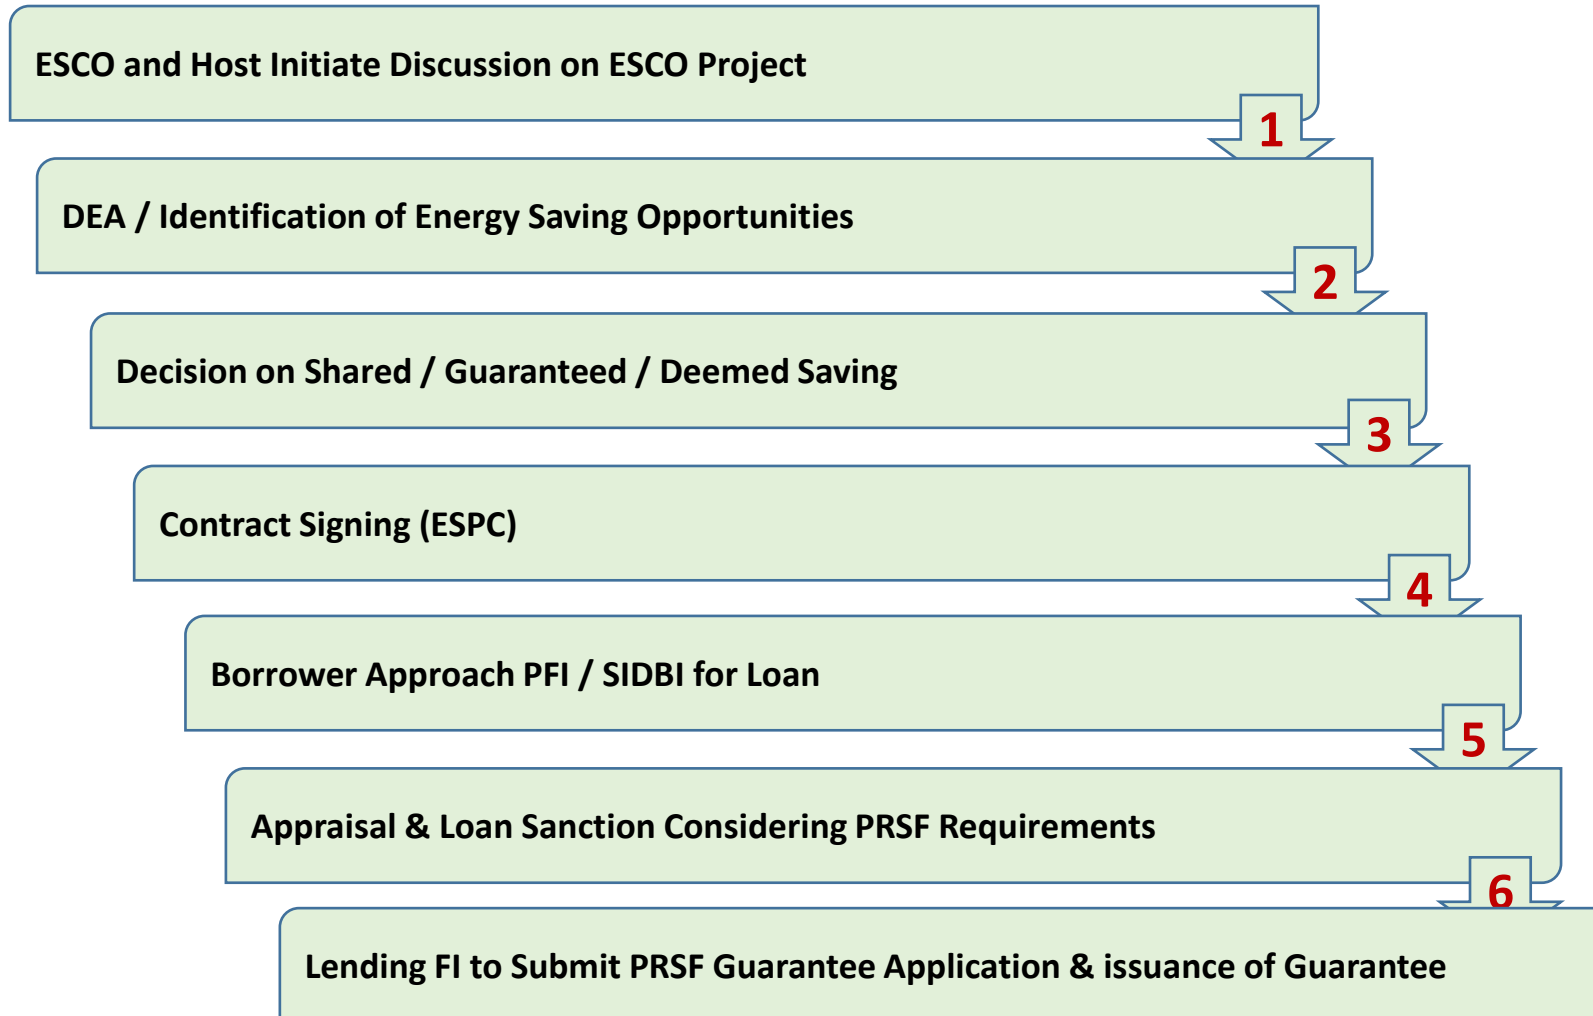 ESCO and Host Initiate Discussion on ESCO Project
1
DEA / Identification of Energy Saving Opportunities
2
Decision on Shared / Guaranteed / Deemed Saving
3
Contract Signing (ESPC)
4
Borrower Approach PFI / SIDBI for Loan
5
Appraisal & Loan Sanction Considering PRSF Requirements
6
Lending FI to Submit PRSF Guarantee Application & issuance of Guarantee